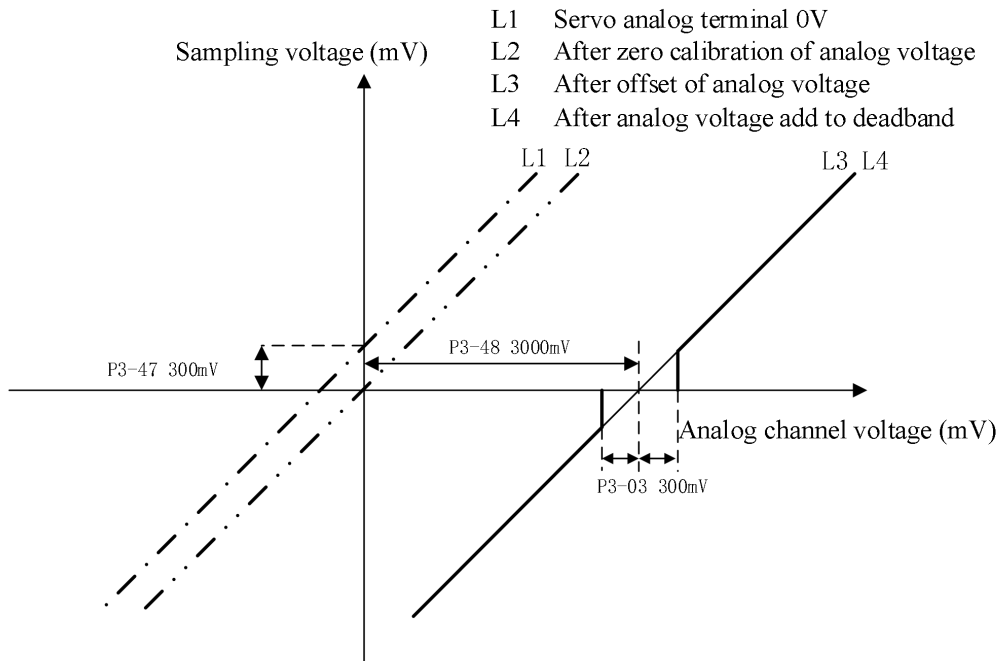 L1 Servo analog terminal 0V
Sampling voltage (mV)
L2 After zero calibration of analog voltage
L3 After offset of analog voltage
L4 After analog voltage add to deadband
L1 L2
L3 L4
P3-48 3000mV
P3-47 300mV
Analog channel voltage (mV)
P3-03 300mV